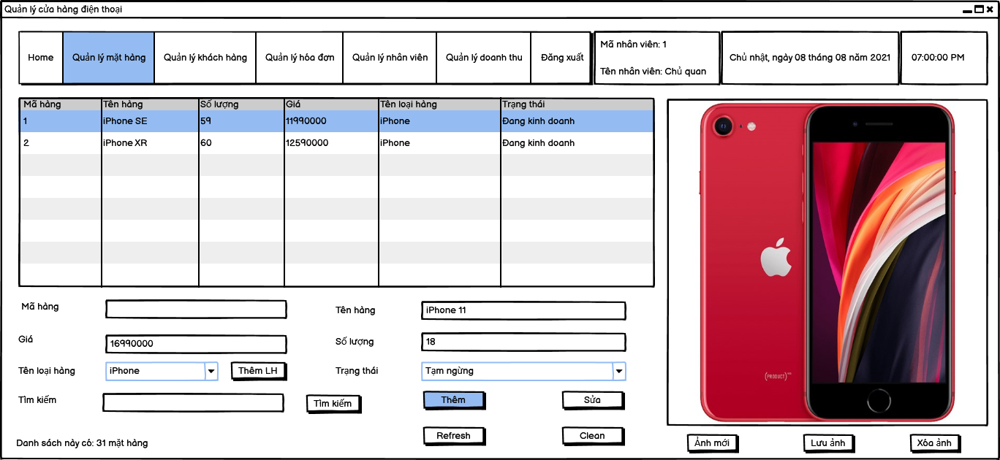 Quản lý cửa hàng điện thoại
Home
Quản lý mặt hàng
Quản lý khách hàng
Quản lý hóa đơn
Quản lý nhân viên
Quản lý doanh thu
Đăng xuất
Mã nhân viên: 1
Tên nhân viên: Chủ quan
Chủ nhật, ngày 08 tháng 08 năm 2021
07:00:00 PM
Mã hàng Tên hàng Số lượng Giá Tên loại hàng Trạng thái
1 iPhone SE 59 11990000 iPhone Đang kinh doanh
2 iPhone XR 60 12590000 iPhone Đang kinh doanh
Mã hàng
Tên hàng iPhone 11
Giá 16990000
Số lượng 18
Tên loại hàng iPhone Thêm LH
Trạng thái Tạm ngừng
Tìm kiếm Tìm kiếm
Thêm Sửa
Refresh Clean
Danh sách này có: 31 mặt hàng
(PRODUCT)
Ảnh mới Lưu ảnh Xóa ảnh